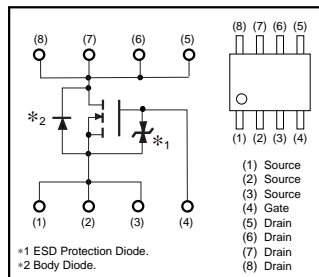 (8) (7) (6) (5)
(8) (7) (6) (5)
*2
*1
(1) (2) (3) (4)
(1) (2) (3) (4)
(1) Source
(2) Source
(3) Source
(4) Gate
(5) Drain
(6) Drain
(7) Drain
(8) Drain
*1 ESD Protection Diode.
*2 Body Diode.